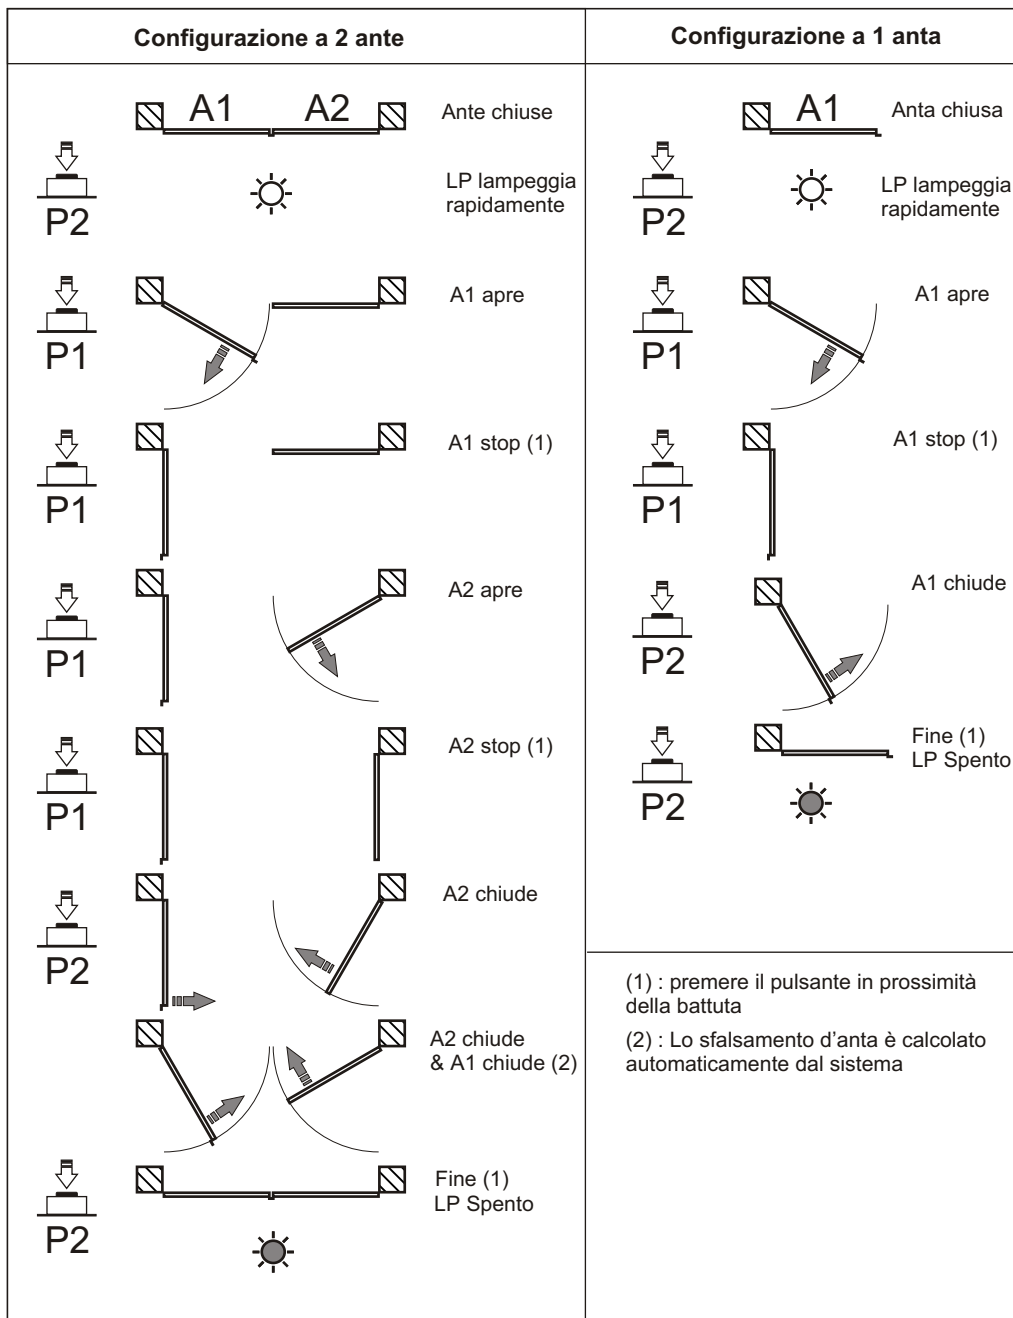 Configurazione a 2 ante
A1 A2
Ante chiuse
P2
LP lampeggia
rapidamente
P1
A1 apre
P1
A1 stop (1)
P1
A2 apre
P1
A2 stop (1)
P2
A2 chiude
A2 chiude
& A1 chiude (2)
P2
Fine (1)
LP Spento
Configurazione a 1 anta
A1
Anta chiusa
P2
LP lampeggia
rapidamente
P1
A1 apre
P1
A1 stop (1)
P2
A1 chiude
P2
Fine (1)
LP Spento
(1) : premere il pulsante in prossimità
della battuta
(2) : Lo sfalsamento d'anta è calcolato
automaticamente dal sistema